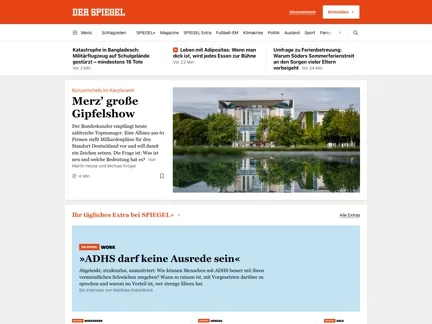 DER SPIEGEL
Abonnement
Anmelden
Menü Schlagzeilen SPIEGEL+ Magazine SPIEGEL Extra Fußball-EM Klimakrise Politik Ausland Sport
Katastrophe in Bangladesch:
Militärflugzeug auf Schulgelände
gestürzt – mindestens 16 Tote
Vor 2 Min
Leben mit Adipositas: Wenn man
dick ist, wird jedes Essen zur Bühne
Vor 23 Min
Umfrage zu Ferienbetreuung:
Warum Söders Sommerferienstreit
an den Sorgen vieler Eltern
vorbeigeht Vor 24 Min
Konzernchefs im Kanzleramt
Merz’ große
Gipfelshow
Der Bundeskanzler empfängt heute
zahlreiche Topmanager. Eine Allianz aus 61
Firmen stellt Milliardenpläne für den
Standort Deutschland vor und will damit
ein Zeichen setzen. Die Frage ist: Was ist
neu und welche Bedeutung hat es? Von
Martin Hesse und Michael Kröger
4 Min
Ihr tägliches Extra bei SPIEGEL+
Alle Extras
DER SPIEGEL WORK
»ADHS darf keine Ausrede sein«
Abgelenkt, strukturlos, unmotiviert: Wie können Menschen mit ADHS besser mit ihren
vermeintlichen Schwächen umgehen? Wann es ratsam ist, mit Vorgesetzten darüber zu
sprechen und warum es von Vorteil ist, wer strenge Eltern hat.
Ein Interview von Matthias Kreienbrink